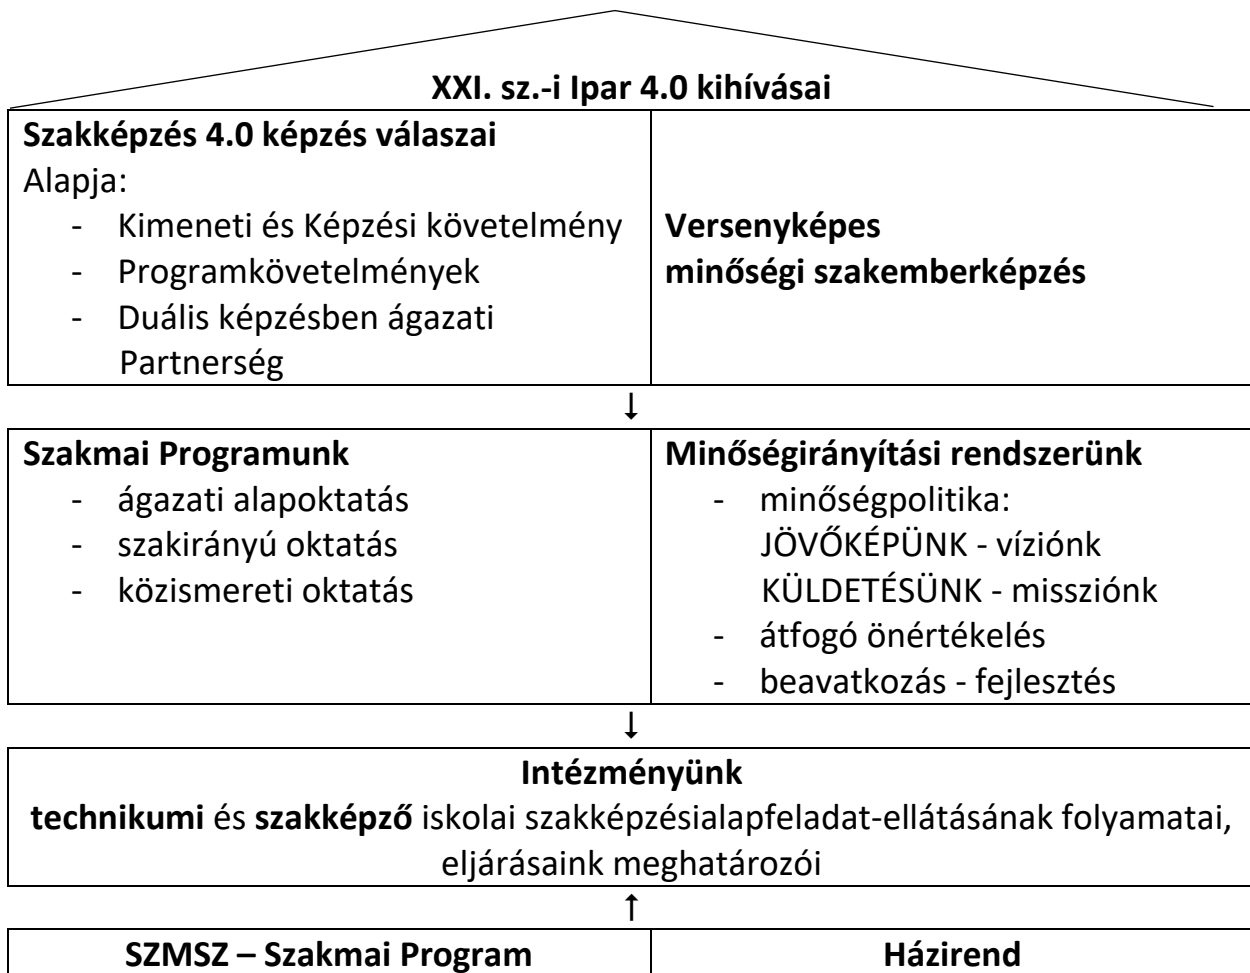 XXI. sz.-i Ipar 4.0 kihívásai
Szakképzés 4.0 képzés válaszai
Alapja:
- Kimeneti és Képzési követelmény
- Programkövetelmények
- Duális képzésben ágazati
Partnerség
Versenyképes
minőségi szakemberképzés
↓
Szakmai Programunk
- ágazati alapoktatás
- szakirányú oktatás
- közismereti oktatás
Minőségirányítási rendszerünk
- minőségpolitika:
JÖVŐKÉPÜNK - víziónk
KÜLDETÉSÜNK - missziónk
- átfogó önértékelés
- beavatkozás - fejlesztés
↓
Intézményünk
technikumi és szakképző iskolai szakképzésialapfeladat-ellátásának folyamatai,
eljárásaink meghatározói
↑
SZMSZ – Szakmai Program
Házirend